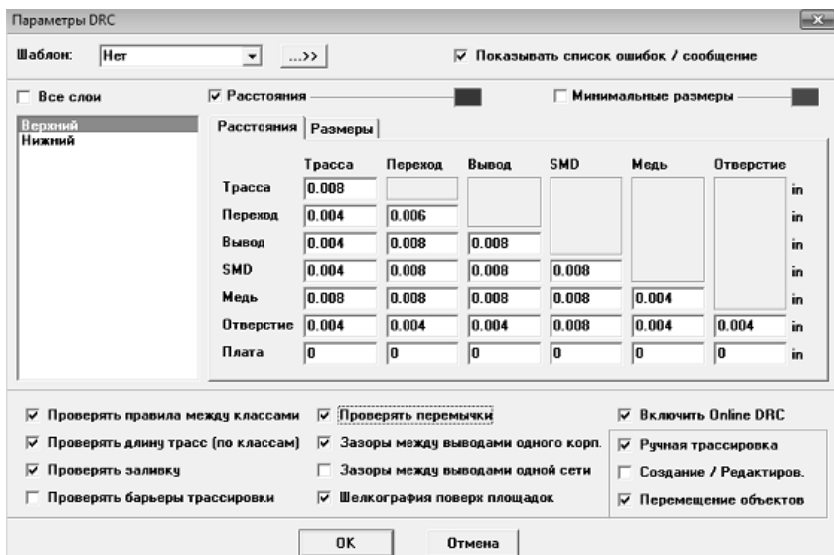 Параметры DRC
Шаблон: Нет ...>> Показывать список ошибок / сообщение
Все слои Расстояния Минимальные размеры
Верхний
Нижний
Расстояния Размеры
Трасса Переход Вывод SMD Медь Отверстие
Трасса 0.008 in
Переход 0.004 0.006 in
Вывод 0.004 0.008 0.008 in
SMD 0.004 0.008 0.008 0.008 in
Медь 0.008 0.008 0.008 0.008 0.004 in
Отверстие 0.004 0.004 0.004 0.008 0.004 0.004 in
Плата 0 0 0 0 0 0 in
Проверять правила между классами Проверять перемычки Включить Online DRC
Проверять длину трасс (по классам) Зазоры между выводами одного корп. Ручная трассировка
Проверять заливку Зазоры между выводами одной сети Создание / Редактиров.
Проверять барьеры трассировки Шелкография поверх площадок Перемещение объектов
OK Отмена